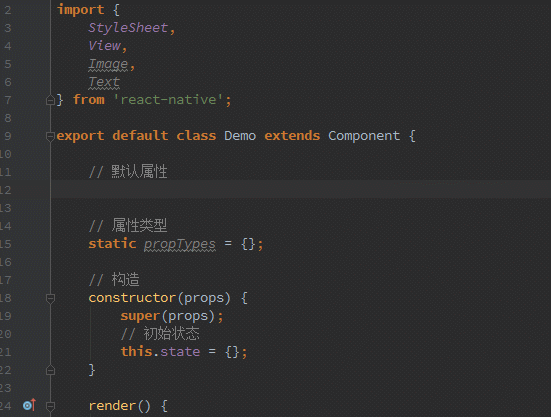 2 import {
3 StyleSheet,
4 View,
5 Image,
6 Text
7 } from 'react-native';
8
9 export default class Demo extends Component {
10
11 // 默认属性
12
13
14 // 属性类型
15 static propTypes = {};
16
17 // 构造
18 constructor(props) {
19 super(props);
20 // 初始状态
21 this.state = {};
22 }
23
24 render() {